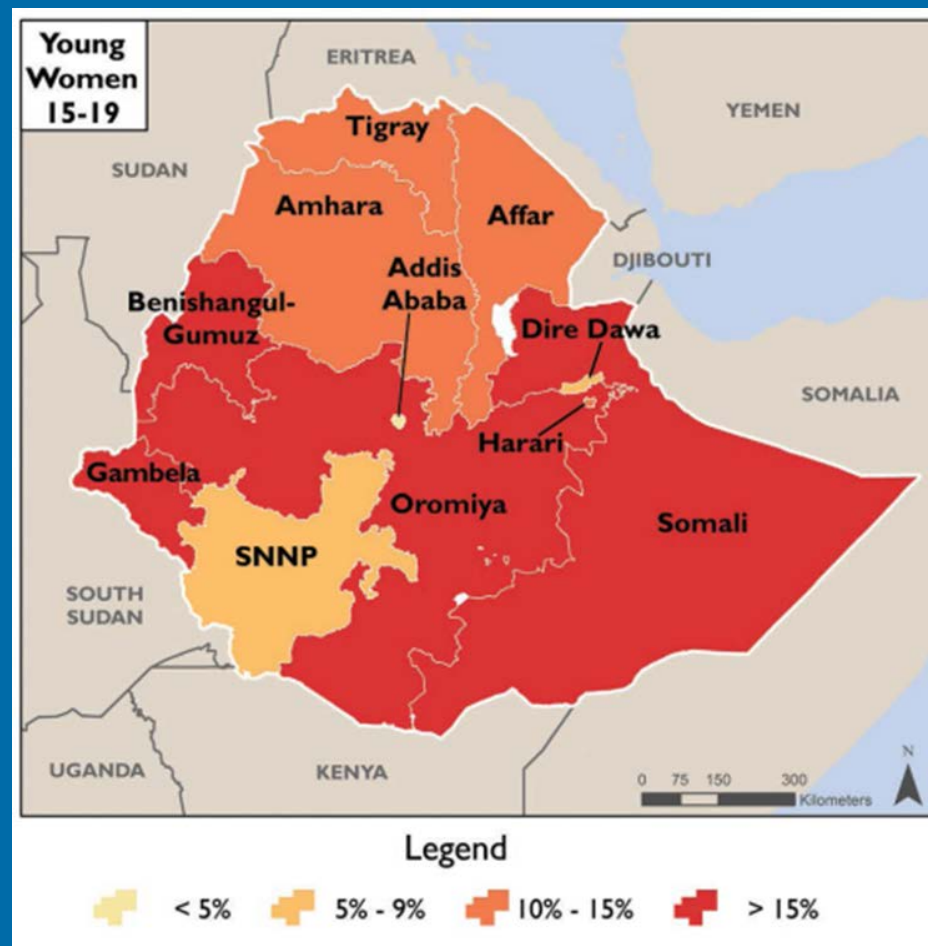 Young
Women
15-19
ERITREA
YEMEN
Tigray
SUDAN
Amhara
Affar
Addis
Ababa
DJIBOUTI
Benishangul-
Gumuz
Dire Dawa
SOMALIA
Harari
Gambela
Oromiya
Somali
SNNP
SOUTH
SUDAN
UGANDA
KENYA
N
0 75 150 300
Kilometers
Legend
< 5% 5% - 9% 10% - 15% > 15%